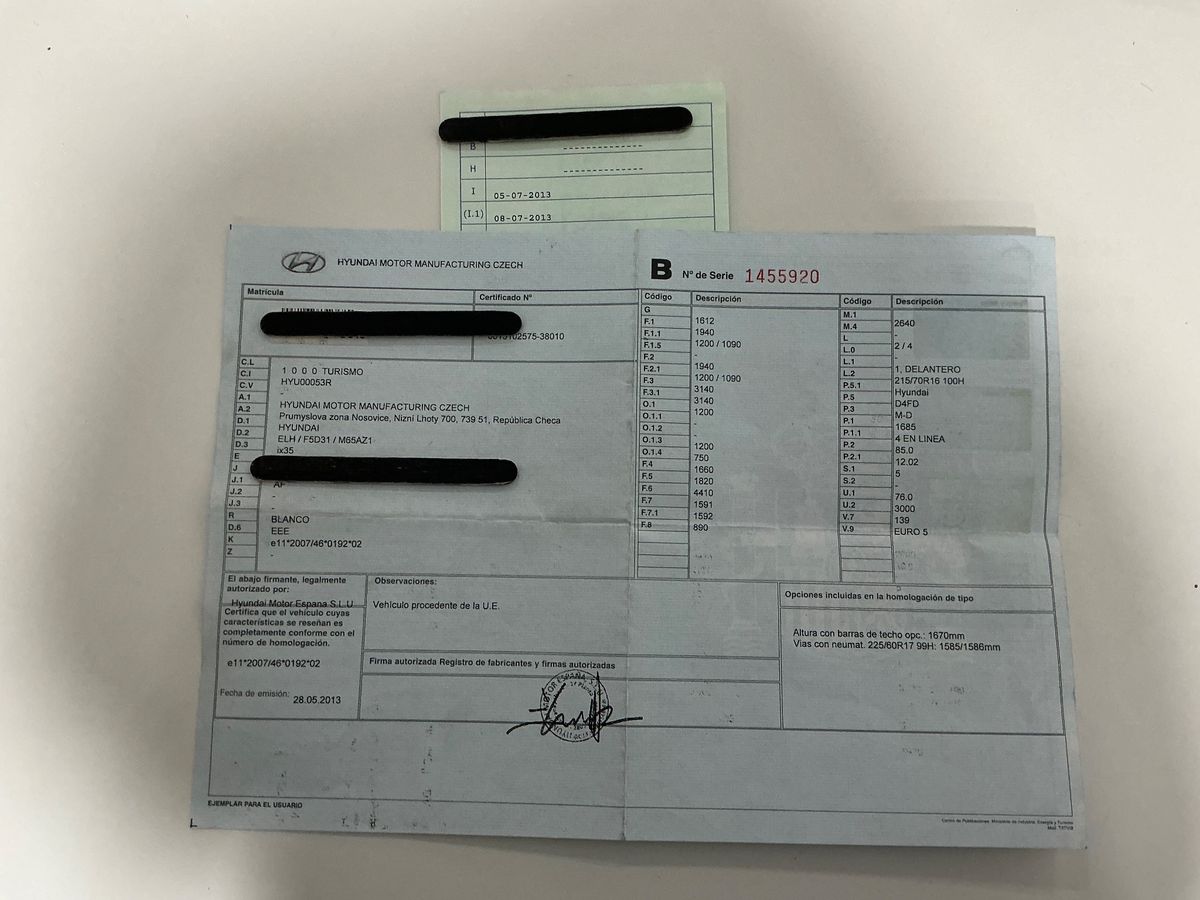 B ------------
H ------------
I 05-07-2013
(I.1) 08-07-2013
HYUNDAI MOTOR MANUFACTURING CZECH
B Nº de Serie 1455920
Matrícula
Certificado Nº
C.L 1 0 0 0 TURISMO
C.I HYU00053R
C.V -
A.1 HYUNDAI MOTOR MANUFACTURING CZECH
A.2 Prumyslova zona Nosovice, Nizní Lhoty 700, 739 51, República Checa
D.1 HYUNDAI
D.2 ELH / F5D31 / M65AZ1
D.3 ix35
E
J AF
J.1 -
J.2
J.3 -
R BLANCO
D.6 EEE
K e11*2007/46*0192*02
Z -
Código Descripción
G 1612
F.1 1940
F.1.1 1200 / 1090
F.1.5 -
F.2 1940
F.2.1 1200 / 1090
F.3 3140
F.3.1 3140
O.1 1200
O.1.1 -
O.1.2 -
O.1.3 1200
O.1.4 750
F.4 1660
F.5 1820
F.6 4410
F.7 1591
F.7.1 1592
F.8 890
Código Descripción
M.1 2640
M.4 -
L 2 / 4
L.0 -
L.1 1, DELANTERO
L.2 215/70R16 100H
P.5.1 Hyundai
P.5 D4FD
P.3 M-D
P.1 1685
P.1.1 4 EN LINEA
P.2 85.0
P.2.1 12.02
S.1 5
S.2 -
U.1 76.0
U.2 3000
V.7 139
V.9 EURO 5
El abajo firmante, legalmente
autorizado por:
Hyundai Motor Espana S.L.U
Certifica que el vehículo cuyas
características se reseñan es
completamente conforme con el
número de homologación.
e11*2007/46*0192*02
Fecha de emisión: 28.05.2013
Observaciones:
Vehículo procedente de la U.E.
Firma autorizada Registro de fabricantes y firmas autorizadas
Opciones incluidas en la homologación de tipo
Altura con barras de techo opc.: 1670mm
Vias con neumat. 225/60R17 99H: 1585/1586mm
EJEMPLAR PARA EL USUARIO
Centro de Publicaciones. Ministerio de Industria, Energía y Turismo